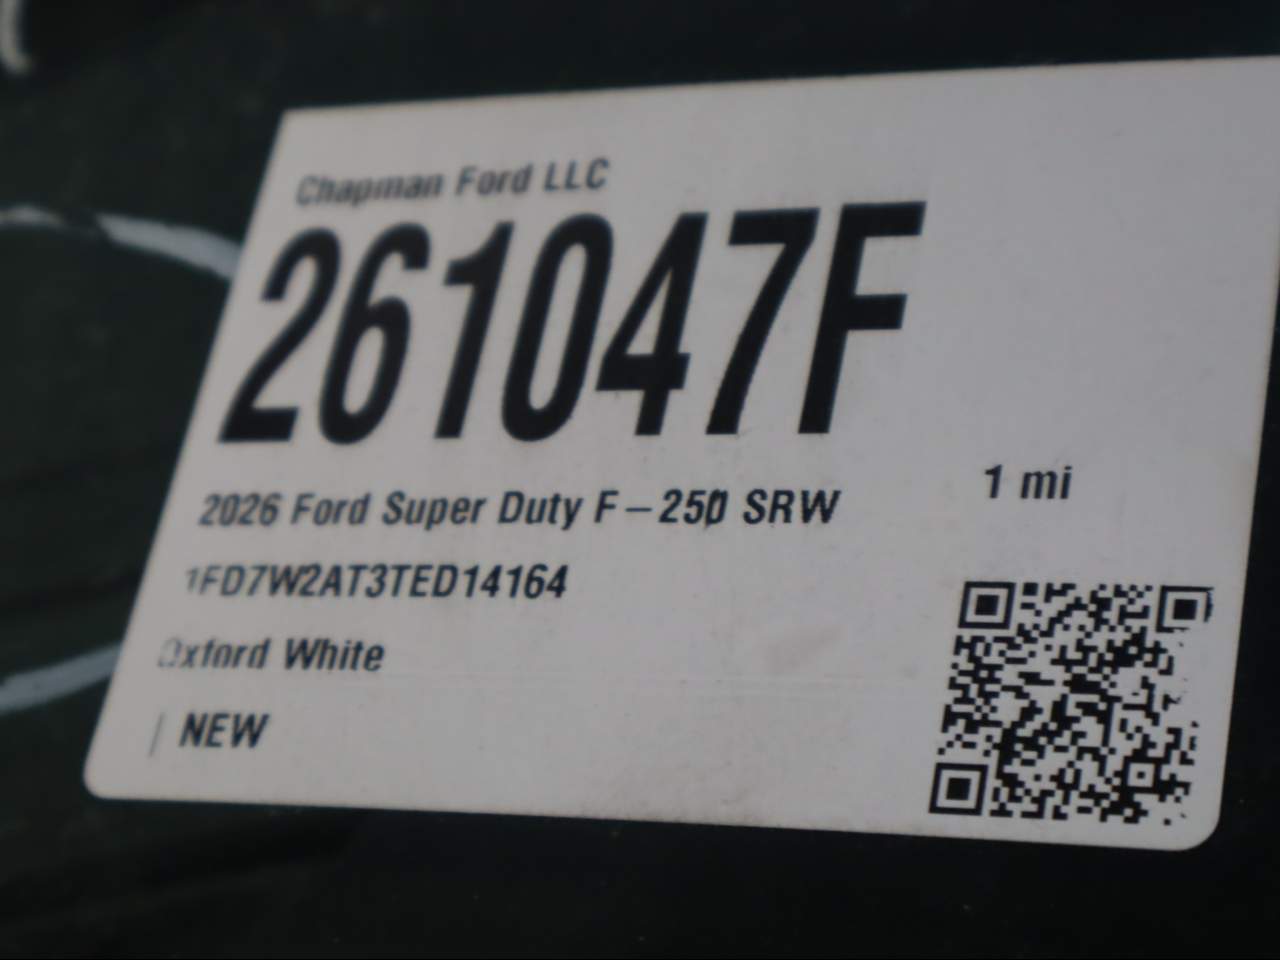 Chapman Ford LLC
261047F
2026 Ford Super Duty F-250 SRW
1 mi
1FD7W2AT3TED14164
Oxford White
| NEW